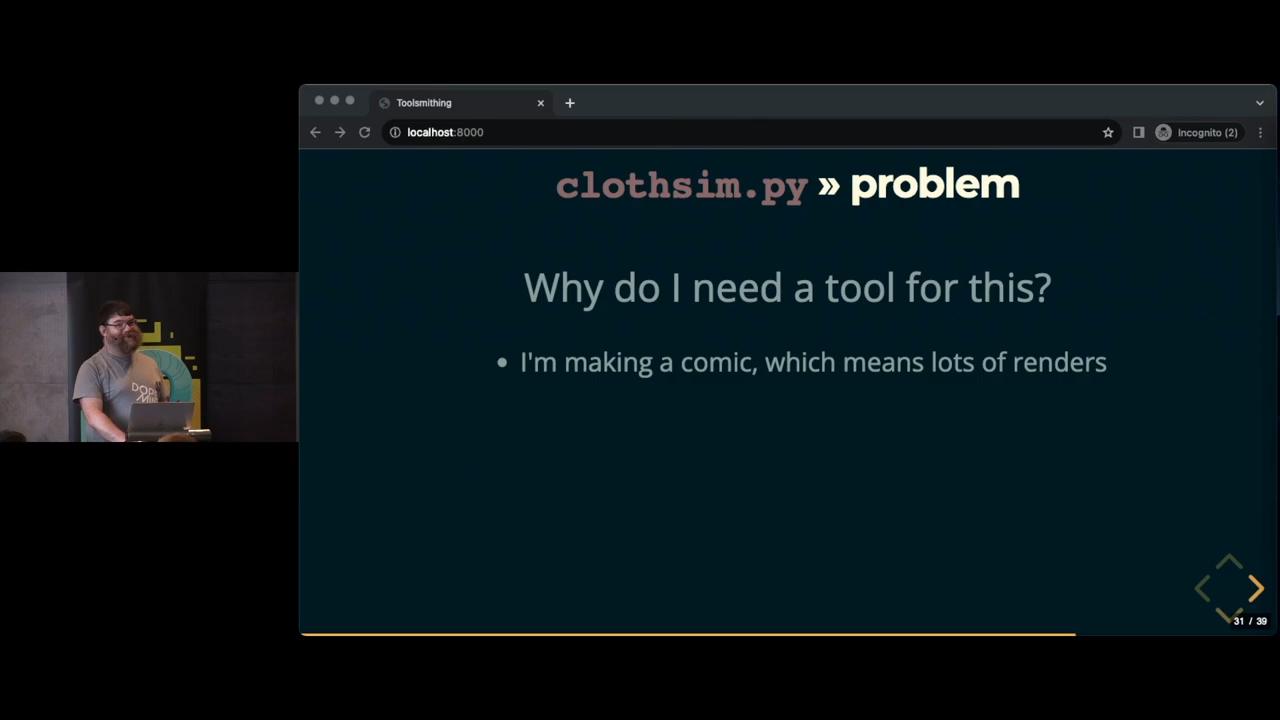 Toolsmithing
localhost:8000
Incognito (2)
clothsim.py » problem
Why do I need a tool for this?
• I'm making a comic, which means lots of renders
31 / 39